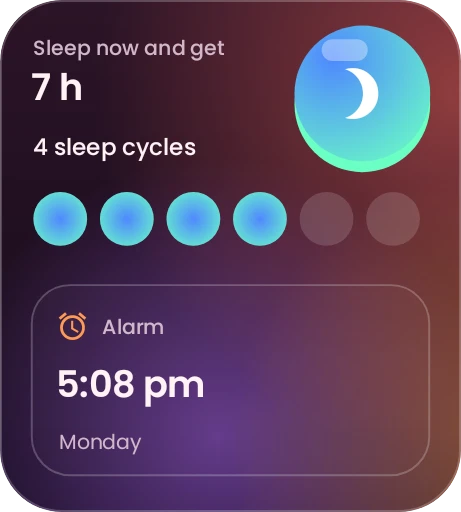 Sleep now and get
7 h
4 sleep cycles
Alarm
5:08 pm
Monday